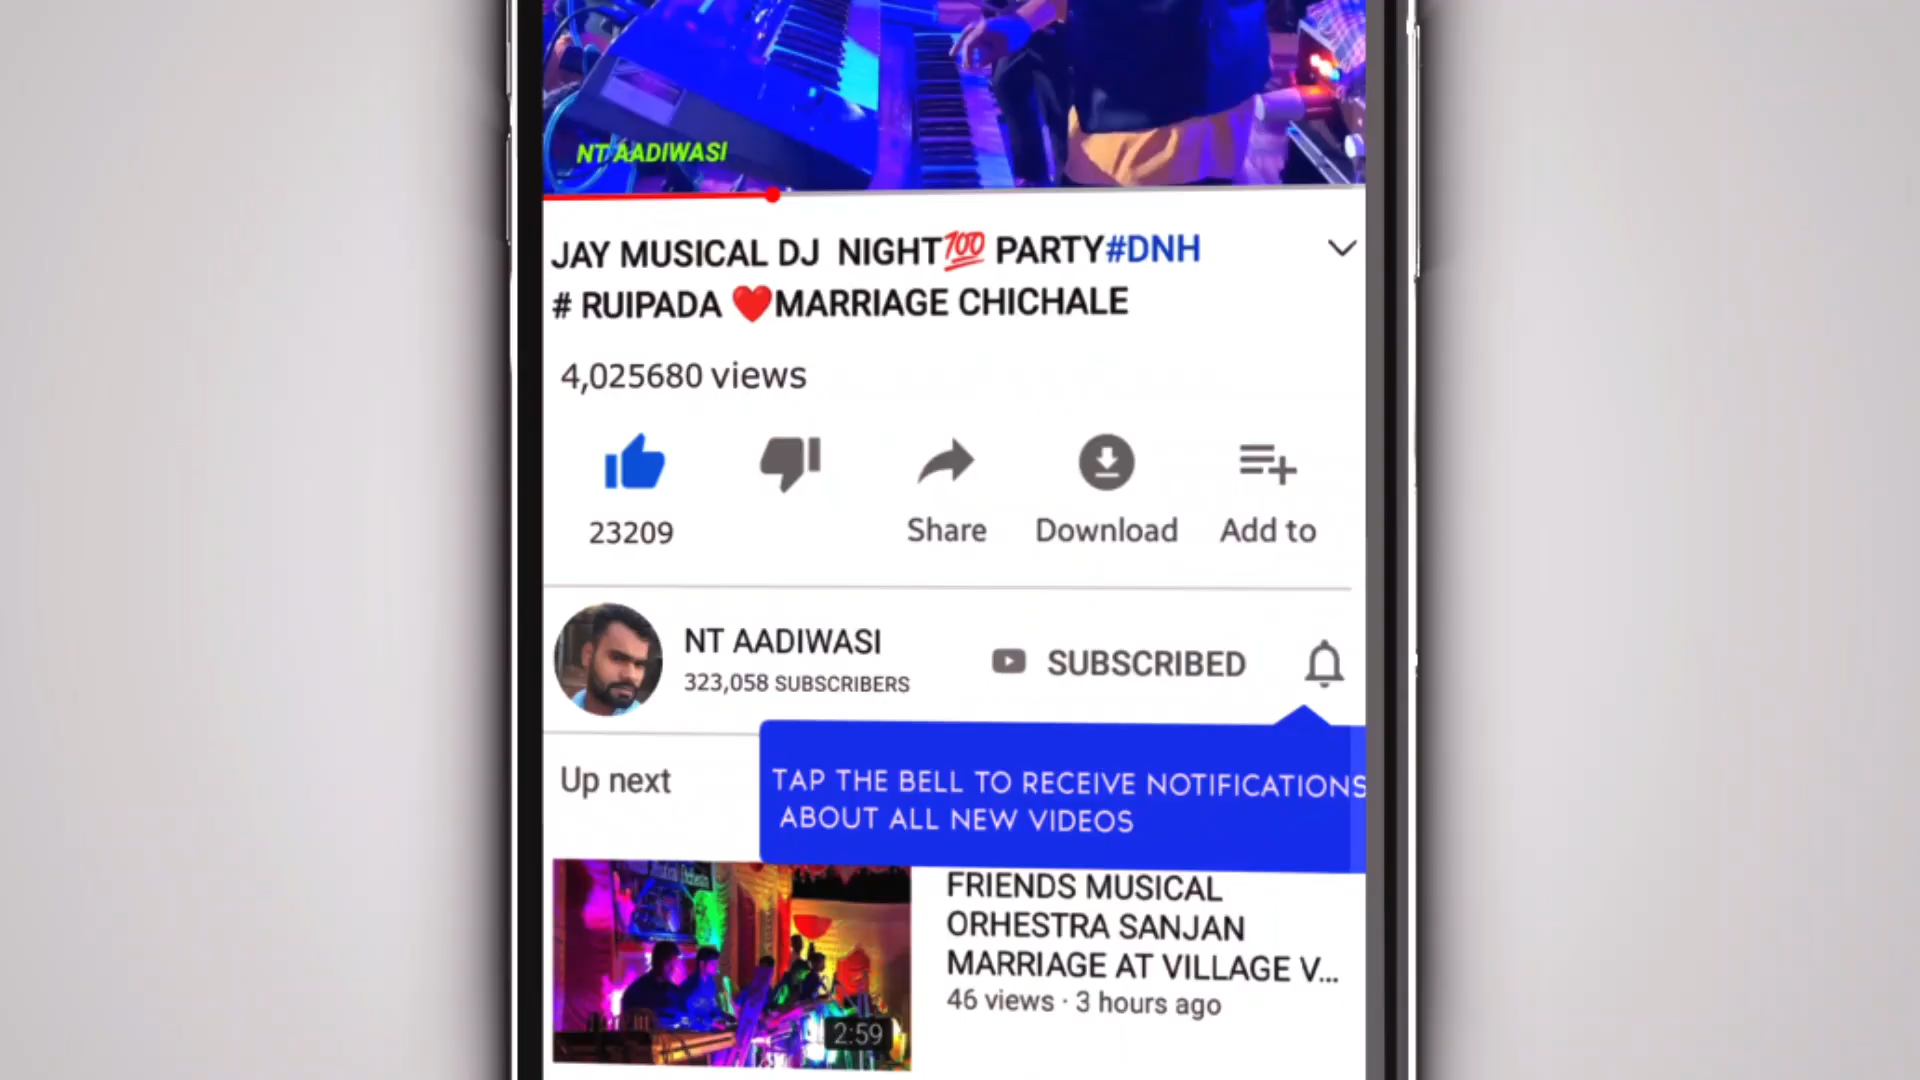 NT AADIWASI
JAY MUSICAL DJ NIGHT💯 PARTY#DNH
# RUIPADA ❤️MARRIAGE CHICHALE
4,025680 views
23209
Share
Download
Add to
NT AADIWASI
323,058 SUBSCRIBERS
SUBSCRIBED
TAP THE BELL TO RECEIVE NOTIFICATIONS
ABOUT ALL NEW VIDEOS
Up next
FRIENDS MUSICAL
ORHESTRA SANJAN
MARRIAGE AT VILLAGE V...
46 views · 3 hours ago
2:59